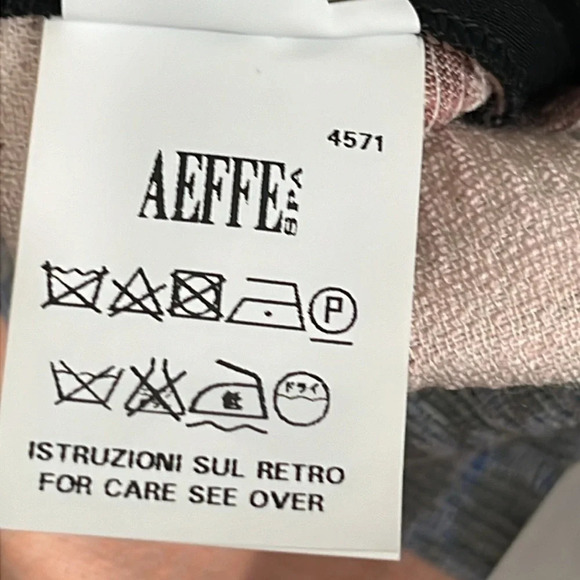 4571
AEFFE SPA
P
低 ドライ
ISTRUZIONI SUL RETRO
FOR CARE SEE OVER